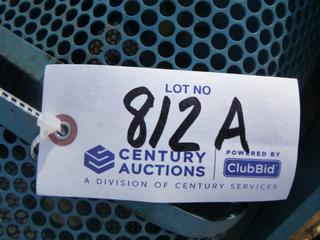 LOT NO
812 A
CENTURY AUCTIONS
POWERED BY
ClubBid
A DIVISION OF CENTURY SERVICES